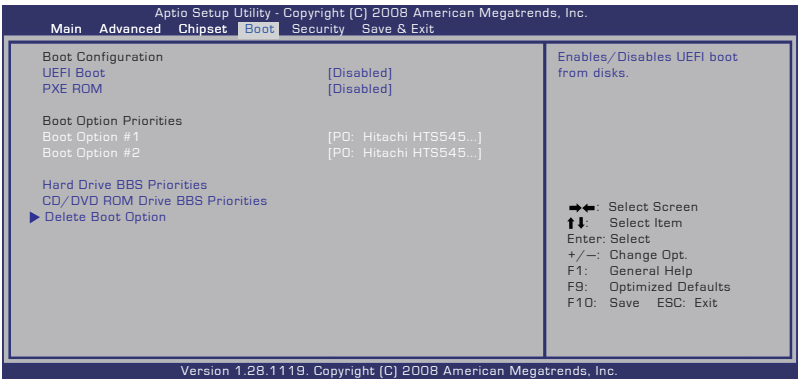 Aptio Setup Utility - Copyright (C) 2008 American Megatrends, Inc.
Main Advanced Chipset Boot Security Save & Exit
Boot Configuration
UEFI Boot [Disabled]
PXE ROM [Disabled]
Boot Option Priorities
Boot Option #1 [P0: Hitachi HTS545...]
Boot Option #2 [P0: Hitachi HTS545...]
Hard Drive BBS Priorities
CD/DVD ROM Drive BBS Priorities
▶ Delete Boot Option
Enables/Disables UEFI boot
from disks.
→←: Select Screen
↑↓: Select Item
Enter: Select
+/—: Change Opt.
F1: General Help
F9: Optimized Defaults
F10: Save ESC: Exit
Version 1.28.1119. Copyright (C) 2008 American Megatrends, Inc.